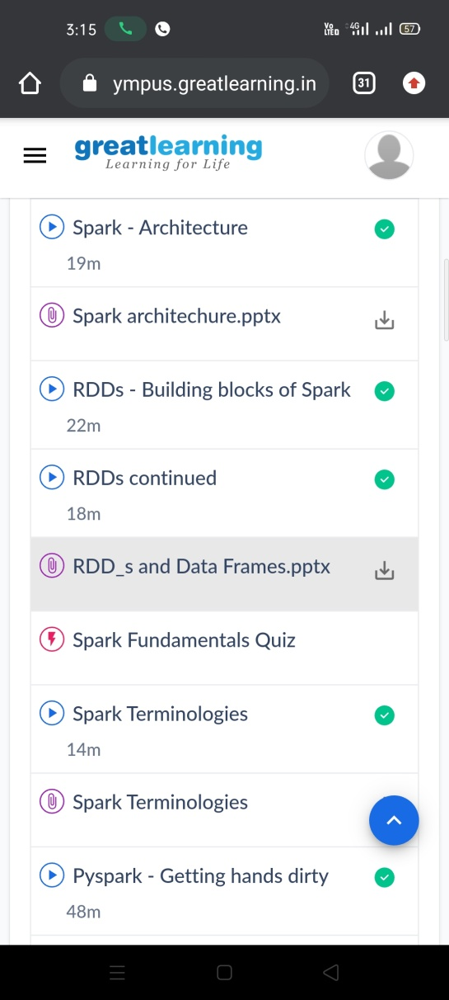 3:15
Vo LTED 4G 57
ympus.greatlearning.in
31
greatlearning
Learning for Life
Spark - Architecture
19m
Spark architechure.pptx
RDDs - Building blocks of Spark
22m
RDDs continued
18m
RDD_s and Data Frames.pptx
Spark Fundamentals Quiz
Spark Terminologies
14m
Spark Terminologies
Pyspark - Getting hands dirty
48m